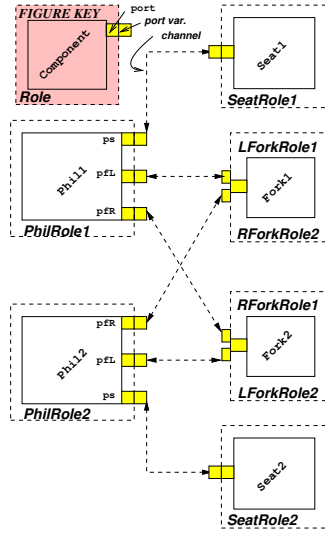 FIGURE KEY
port
port var.
channel
Component
Role
Seat1
SeatRole1
ps
Phil1
pfL
pfR
PhilRole1
LForkRole1
Fork1
RForkRole2
pfR
Phil2
pfL
ps
PhilRole2
RForkRole1
Fork2
LForkRole2
Seat2
SeatRole2